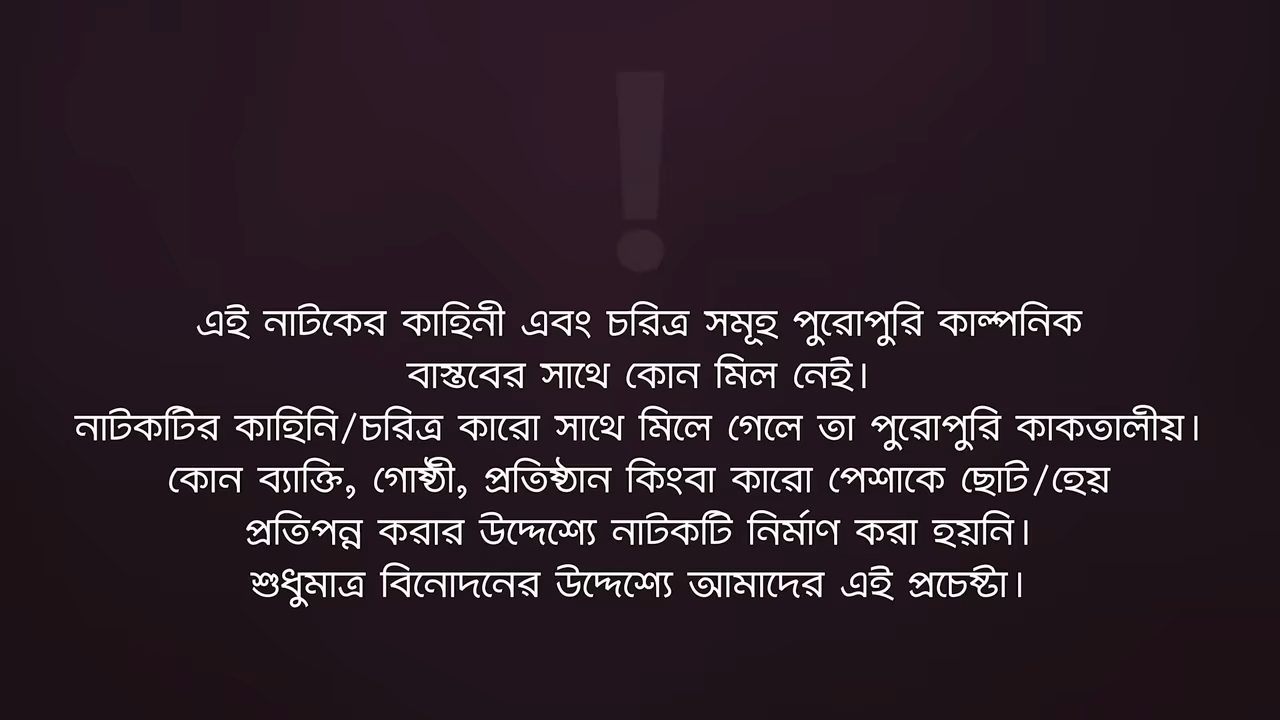 এই নাটকের কাহিনী এবং চরিত্র সমূহ পুরোপুরি কাল্পনিক
বাস্তবের সাথে কোন মিল নেই।
নাটকটির কাহিনি/চরিত্র কারো সাথে মিলে গেলে তা পুরোপুরি কাকতালীয়।
কোন ব্যাক্তি, গোষ্ঠী, প্রতিষ্ঠান কিংবা কারো পেশাকে ছোট/হেয়
প্রতিপন্ন করার উদ্দেশ্যে নাটকটি নির্মাণ করা হয়নি।
শুধুমাত্র বিনোদনের উদ্দেশ্যে আমাদের এই প্রচেষ্টা।